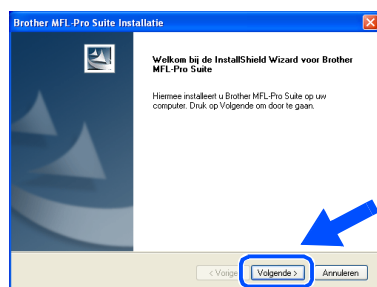 Brother MFL-Pro Suite Installatie
Welkom bij de InstallShield Wizard voor Brother
MFL-Pro Suite
Hiermee installeert u Brother MFL-Pro Suite op uw
computer. Druk op Volgende om door te gaan.
< Vorige
Volgende >
Annuleren